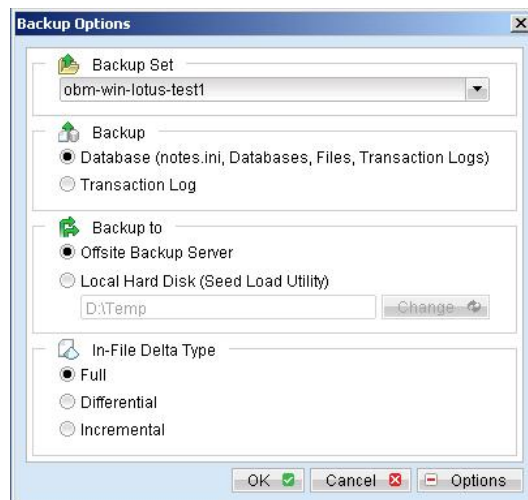 Backup Options
Backup Set
obm-win-lotus-test1
Backup
Database (notes.ini, Databases, Files, Transaction Logs)
Transaction Log
Backup to
Offsite Backup Server
Local Hard Disk (Seed Load Utility)
D:\Temp
Change
In-File Delta Type
Full
Differential
Incremental
OK
Cancel
Options